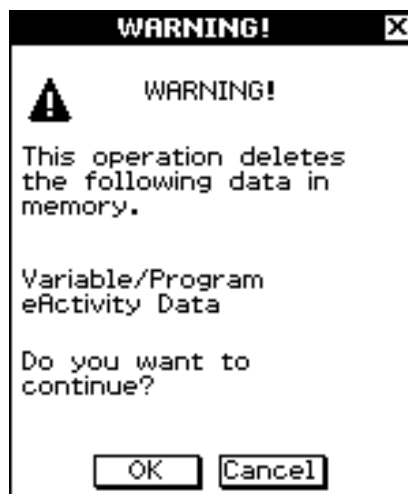 WARNING! X
WARNING!
This operation deletes
the following data in
memory.
Variable/Program
eActivity Data
Do you want to
continue?
OK Cancel